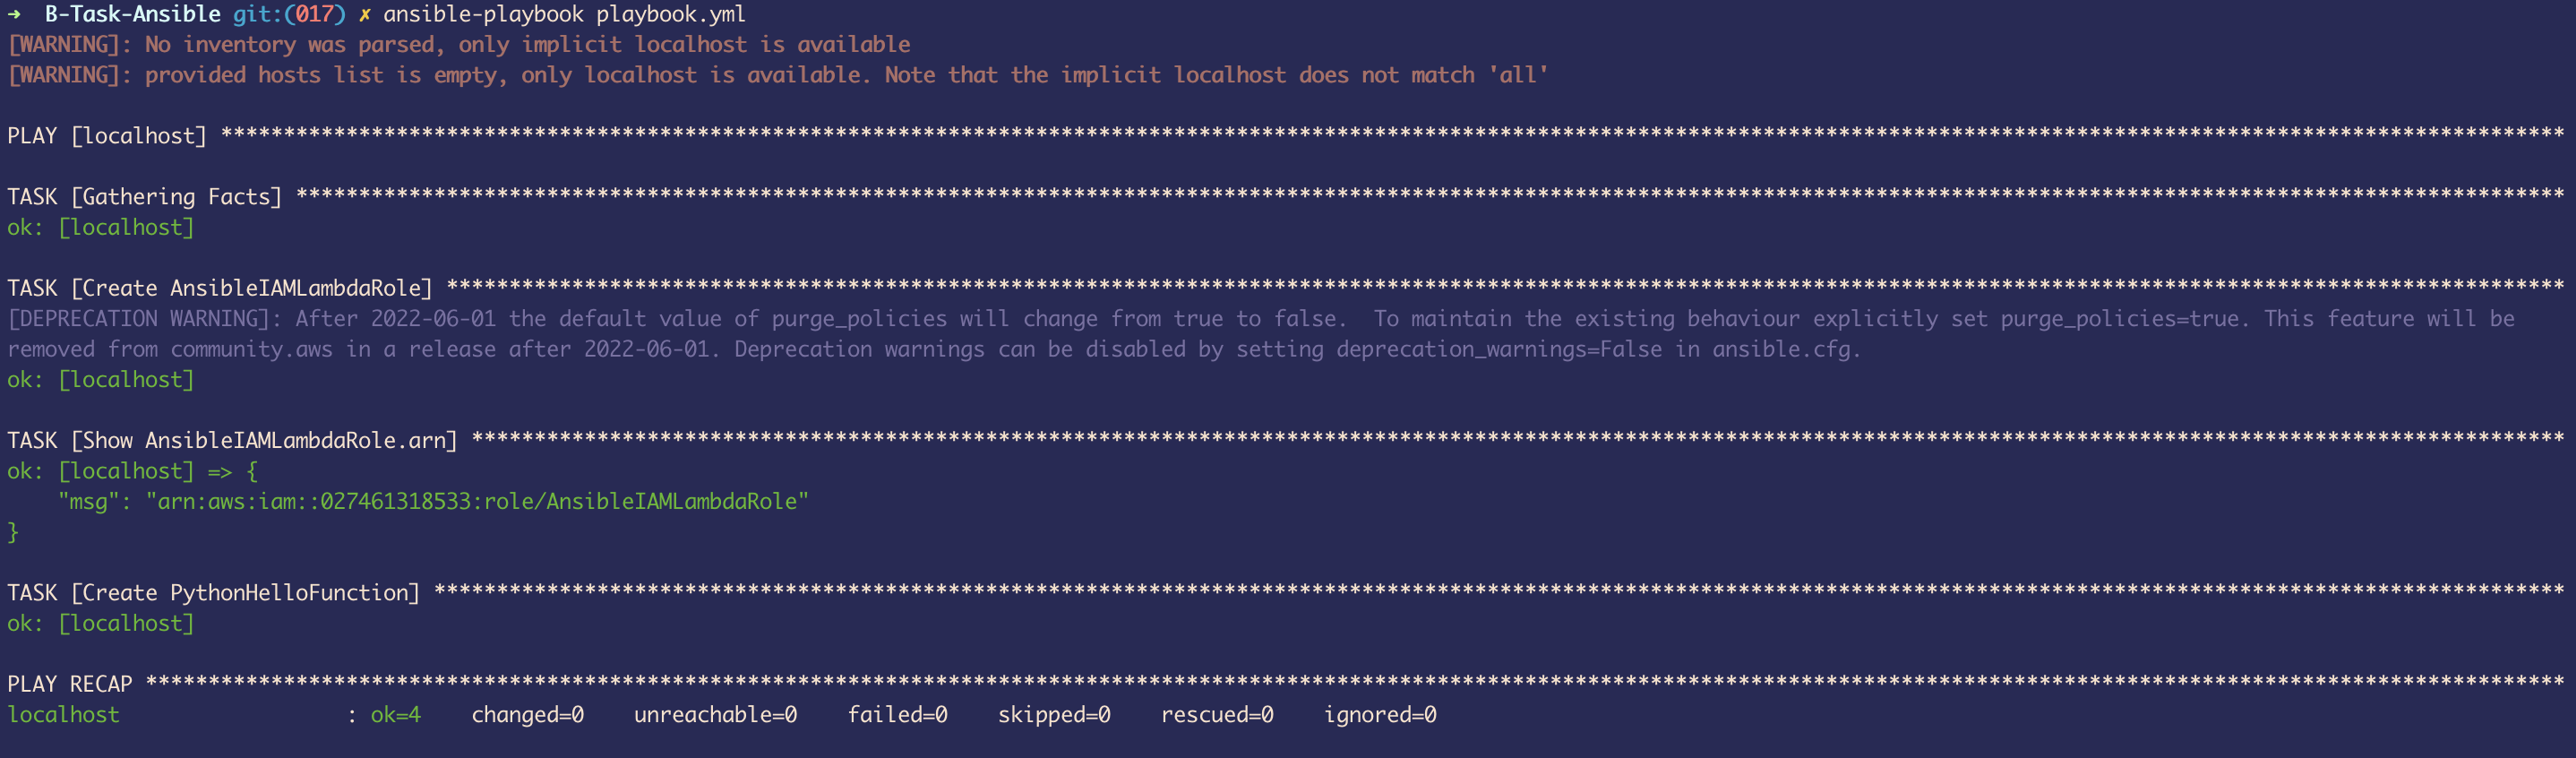 ➜  B-Task-Ansible git:(017) ✗ ansible-playbook playbook.yml
[WARNING]: No inventory was parsed, only implicit localhost is available
[WARNING]: provided hosts list is empty, only localhost is available. Note that the implicit localhost does not match 'all'
PLAY [localhost] ***************************************************************************************************************************************************************************************
TASK [Gathering Facts] *********************************************************************************************************************************************************************************
ok: [localhost]
TASK [Create AnsibleIAMLambdaRole] *********************************************************************************************************************************************************************
[DEPRECATION WARNING]: After 2022-06-01 the default value of purge_policies will change from true to false.  To maintain the existing behaviour explicitly set purge_policies=true. This feature will be
removed from community.aws in a release after 2022-06-01. Deprecation warnings can be disabled by setting deprecation_warnings=False in ansible.cfg.
ok: [localhost]
TASK [Show AnsibleIAMLambdaRole.arn] *******************************************************************************************************************************************************************
ok: [localhost] => {
    "msg": "arn:aws:iam::027461318533:role/AnsibleIAMLambdaRole"
}
TASK [Create PythonHelloFunction] **********************************************************************************************************************************************************************
ok: [localhost]
PLAY RECAP *********************************************************************************************************************************************************************************************
localhost                  : ok=4    changed=0    unreachable=0    failed=0    skipped=0    rescued=0    ignored=0